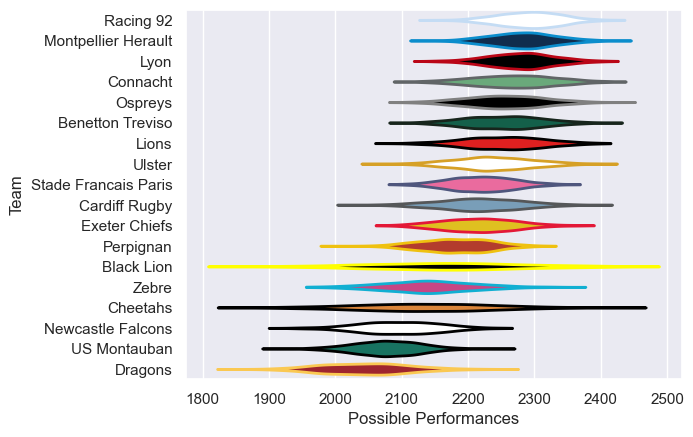 Racing 92
Montpellier Herault
Lyon
Connacht
Ospreys
Benetton Treviso
Lions
Ulster
Stade Francais Paris
Cardiff Rugby
Exeter Chiefs
Perpignan
Black Lion
Zebre
Cheetahs
Newcastle Falcons
US Montauban
Dragons
Team
1800 1900 2000 2100 2200 2300 2400 2500
Possible Performances